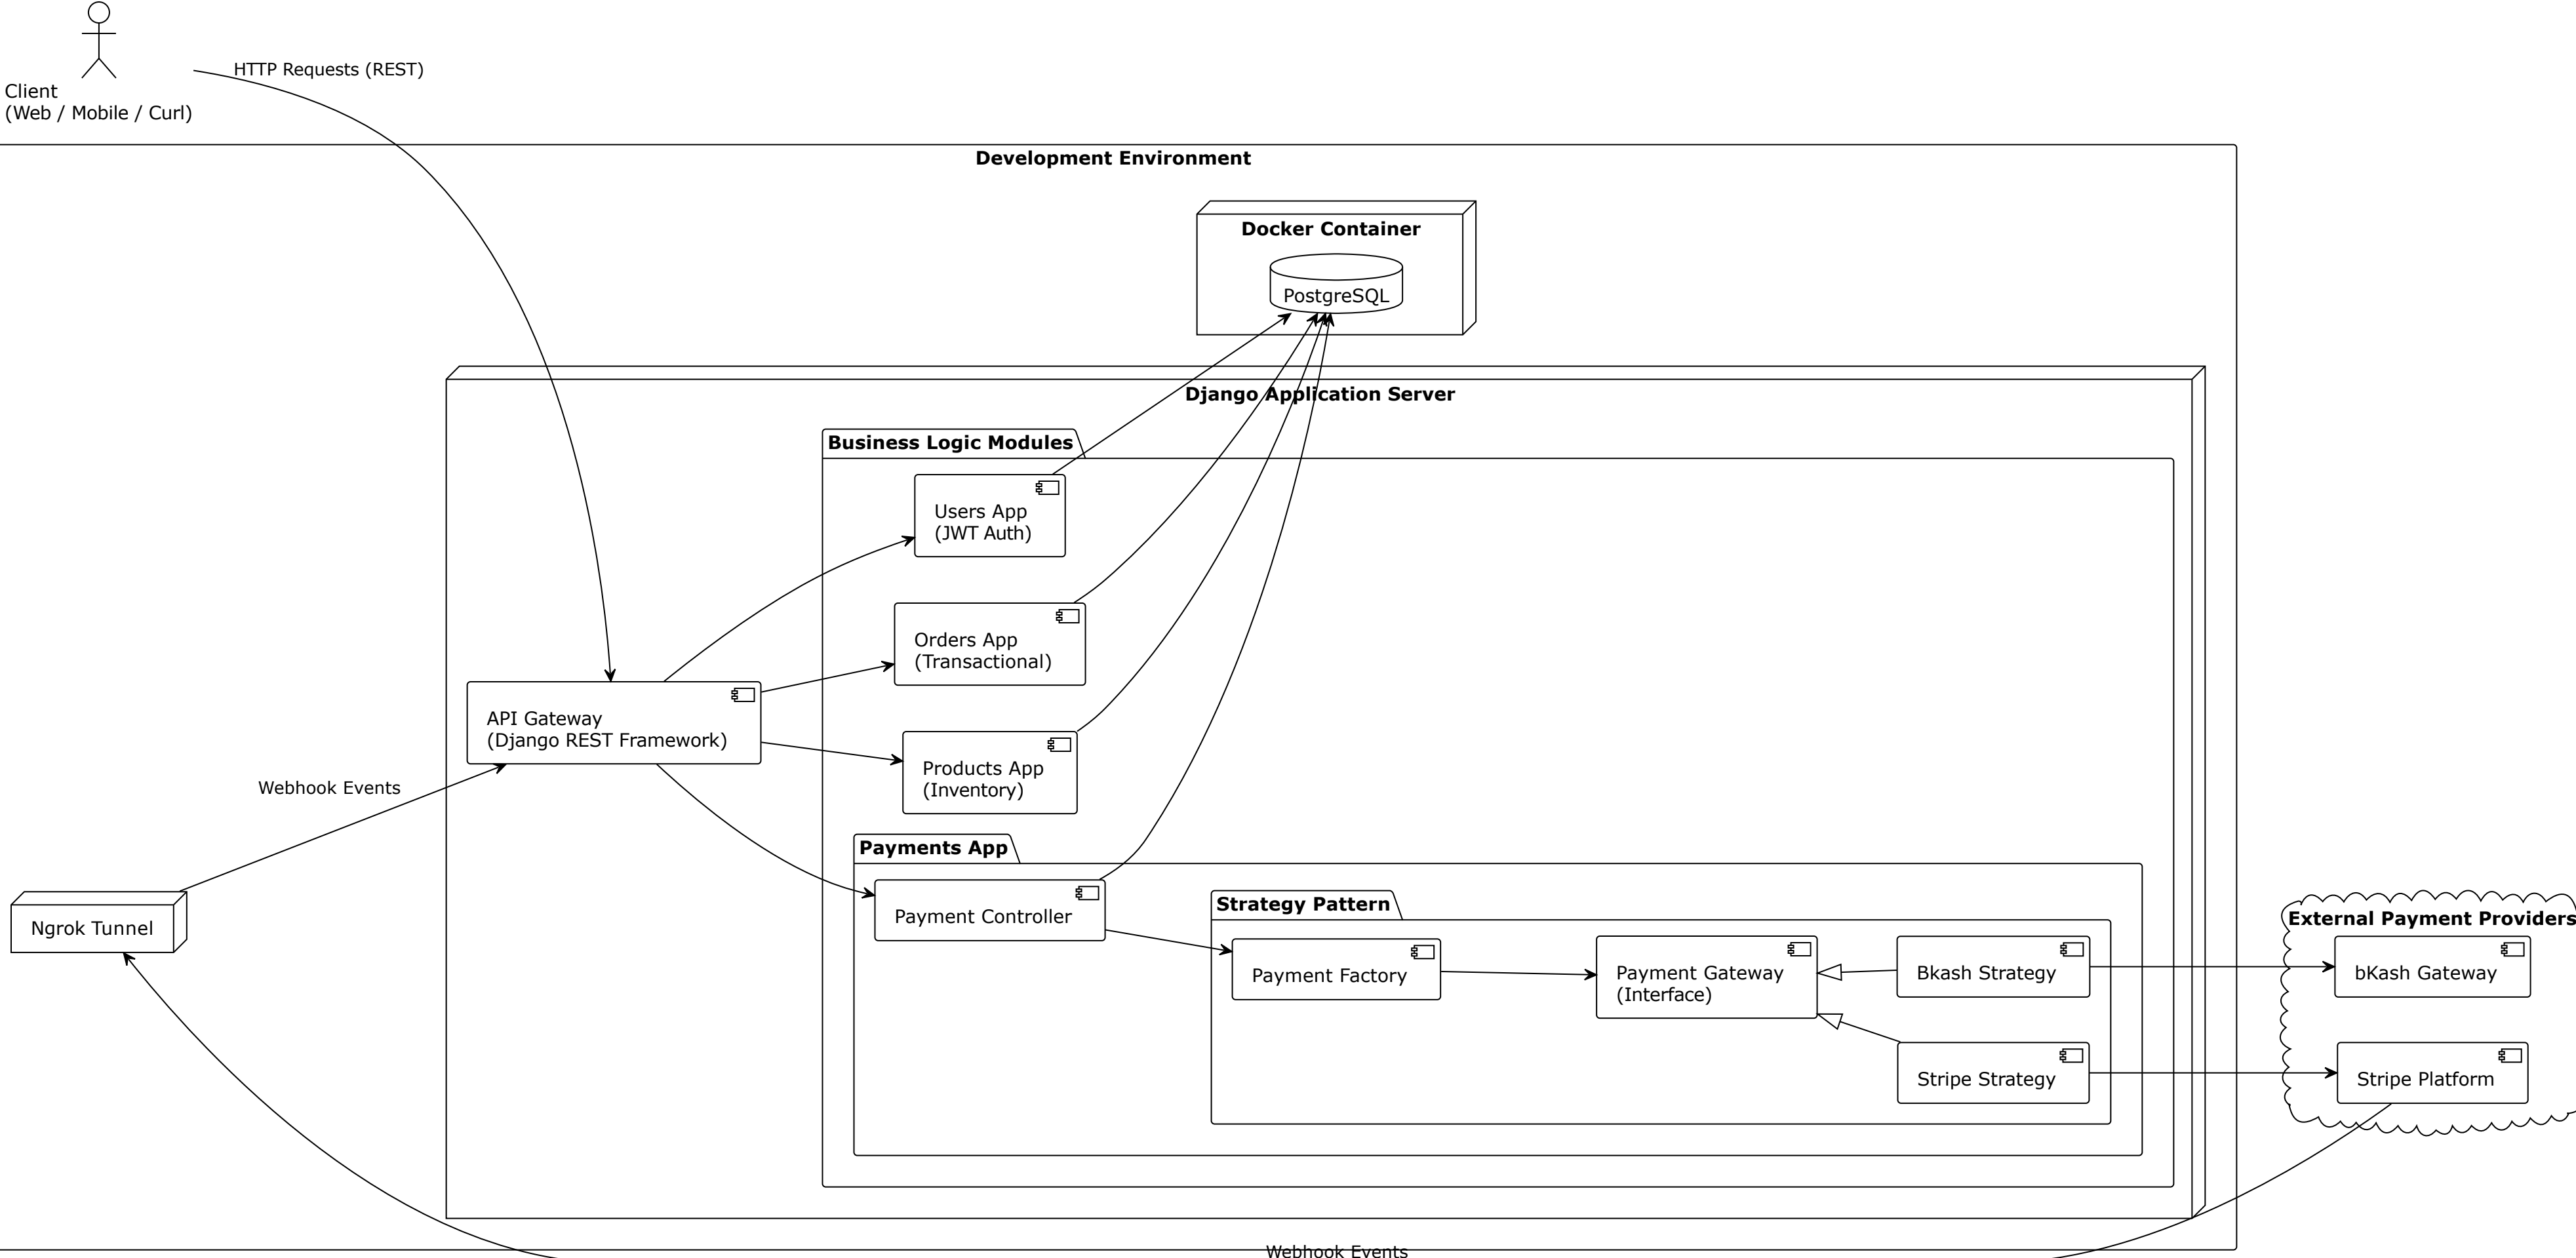 HTTP Requests (REST)
Client
(Web / Mobile / Curl)
Development Environment
Docker Container
PostgreSQL
Django Application Server
Business Logic Modules
Users App
(JWT Auth)
Orders App
(Transactional)
API Gateway
(Django REST Framework)
Products App
(Inventory)
Webhook Events
Payments App
Payment Controller
Strategy Pattern
Payment Factory
Payment Gateway
(Interface)
Bkash Strategy
Stripe Strategy
External Payment Providers
bKash Gateway
Stripe Platform
Ngrok Tunnel
Webhook Events